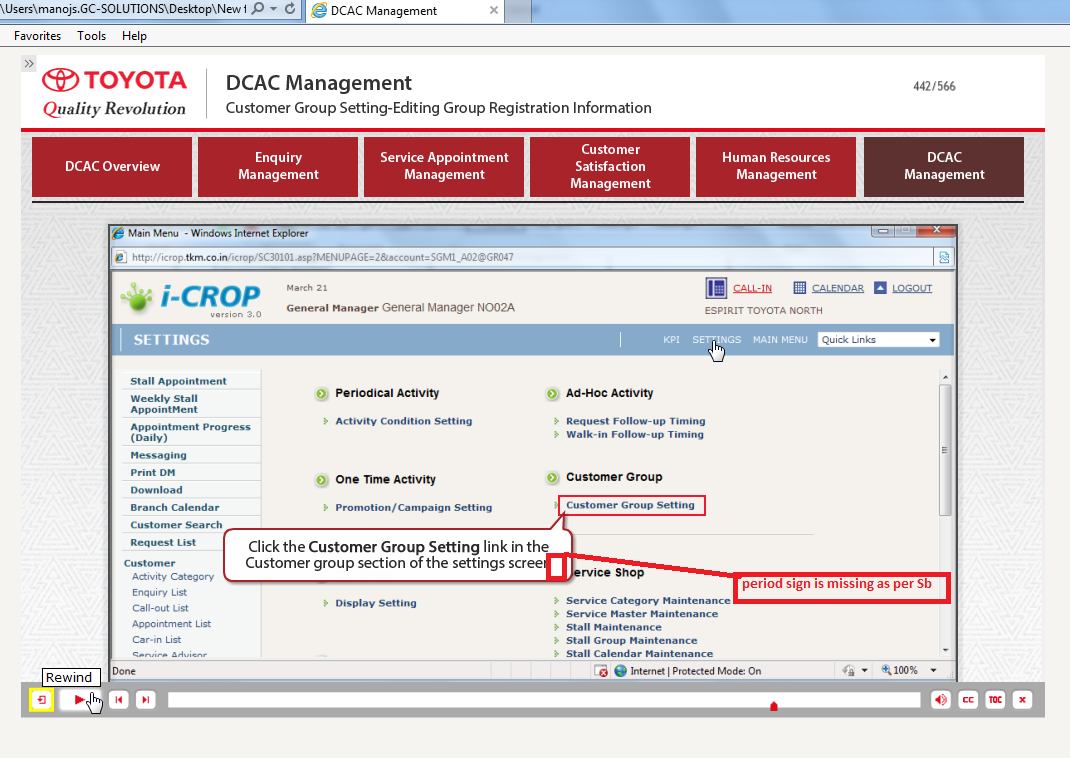 \Users\manojs.GC-SOLUTIONS\Desktop\New f
DCAC Management
Favorites Tools Help
TOYOTA
Quality Revolution
DCAC Management
Customer Group Setting-Editing Group Registration Information
442/566
DCAC Overview
Enquiry
Management
Service Appointment
Management
Customer
Satisfaction
Management
Human Resources
Management
DCAC
Management
Main Menu - Windows Internet Explorer
http://icrop.tkm.co.in/icrop/SC30101.asp?MENUPAGE=2&account=SGM1_A02@GR047
i-CROP
version 3.0
March 21
General Manager General Manager NO02A
CALL-IN CALENDAR LOGOUT
ESPIRIT TOYOTA NORTH
SETTINGS
KPI SETTINGS MAIN MENU Quick Links
Stall Appointment
Weekly Stall
AppointMent
Appointment Progress
(Daily)
Messaging
Print DM
Download
Branch Calendar
Customer Search
Request List
Customer
Activity Category
Enquiry List
Call-out List
Appointment List
Car-in List
Service Advisor
Periodical Activity
Activity Condition Setting
One Time Activity
Promotion/Campaign Setting
Display Setting
Ad-Hoc Activity
Request Follow-up Timing
Walk-in Follow-up Timing
Customer Group
Customer Group Setting
Click the Customer Group Setting link in the
Customer group section of the settings screen
Service Shop
period sign is missing as per Sb
Service Category Maintenance
Service Master Maintenance
Stall Maintenance
Stall Group Maintenance
Stall Calendar Maintenance
Done
Internet | Protected Mode: On
100%
Rewind
CC
TOC